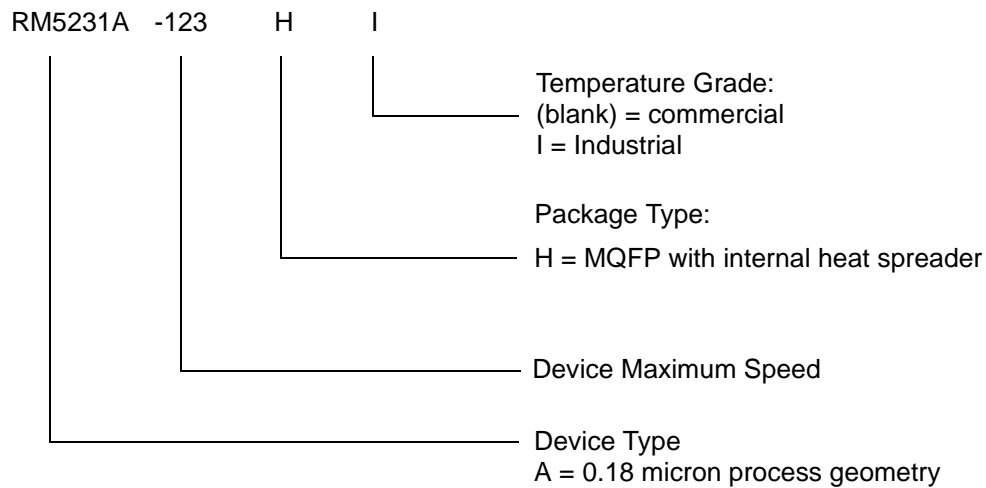 RM5231A -123 H I
Temperature Grade:
(blank) = commercial
I = Industrial
Package Type:
H = MQFP with internal heat spreader
Device Maximum Speed
Device Type
A = 0.18 micron process geometry